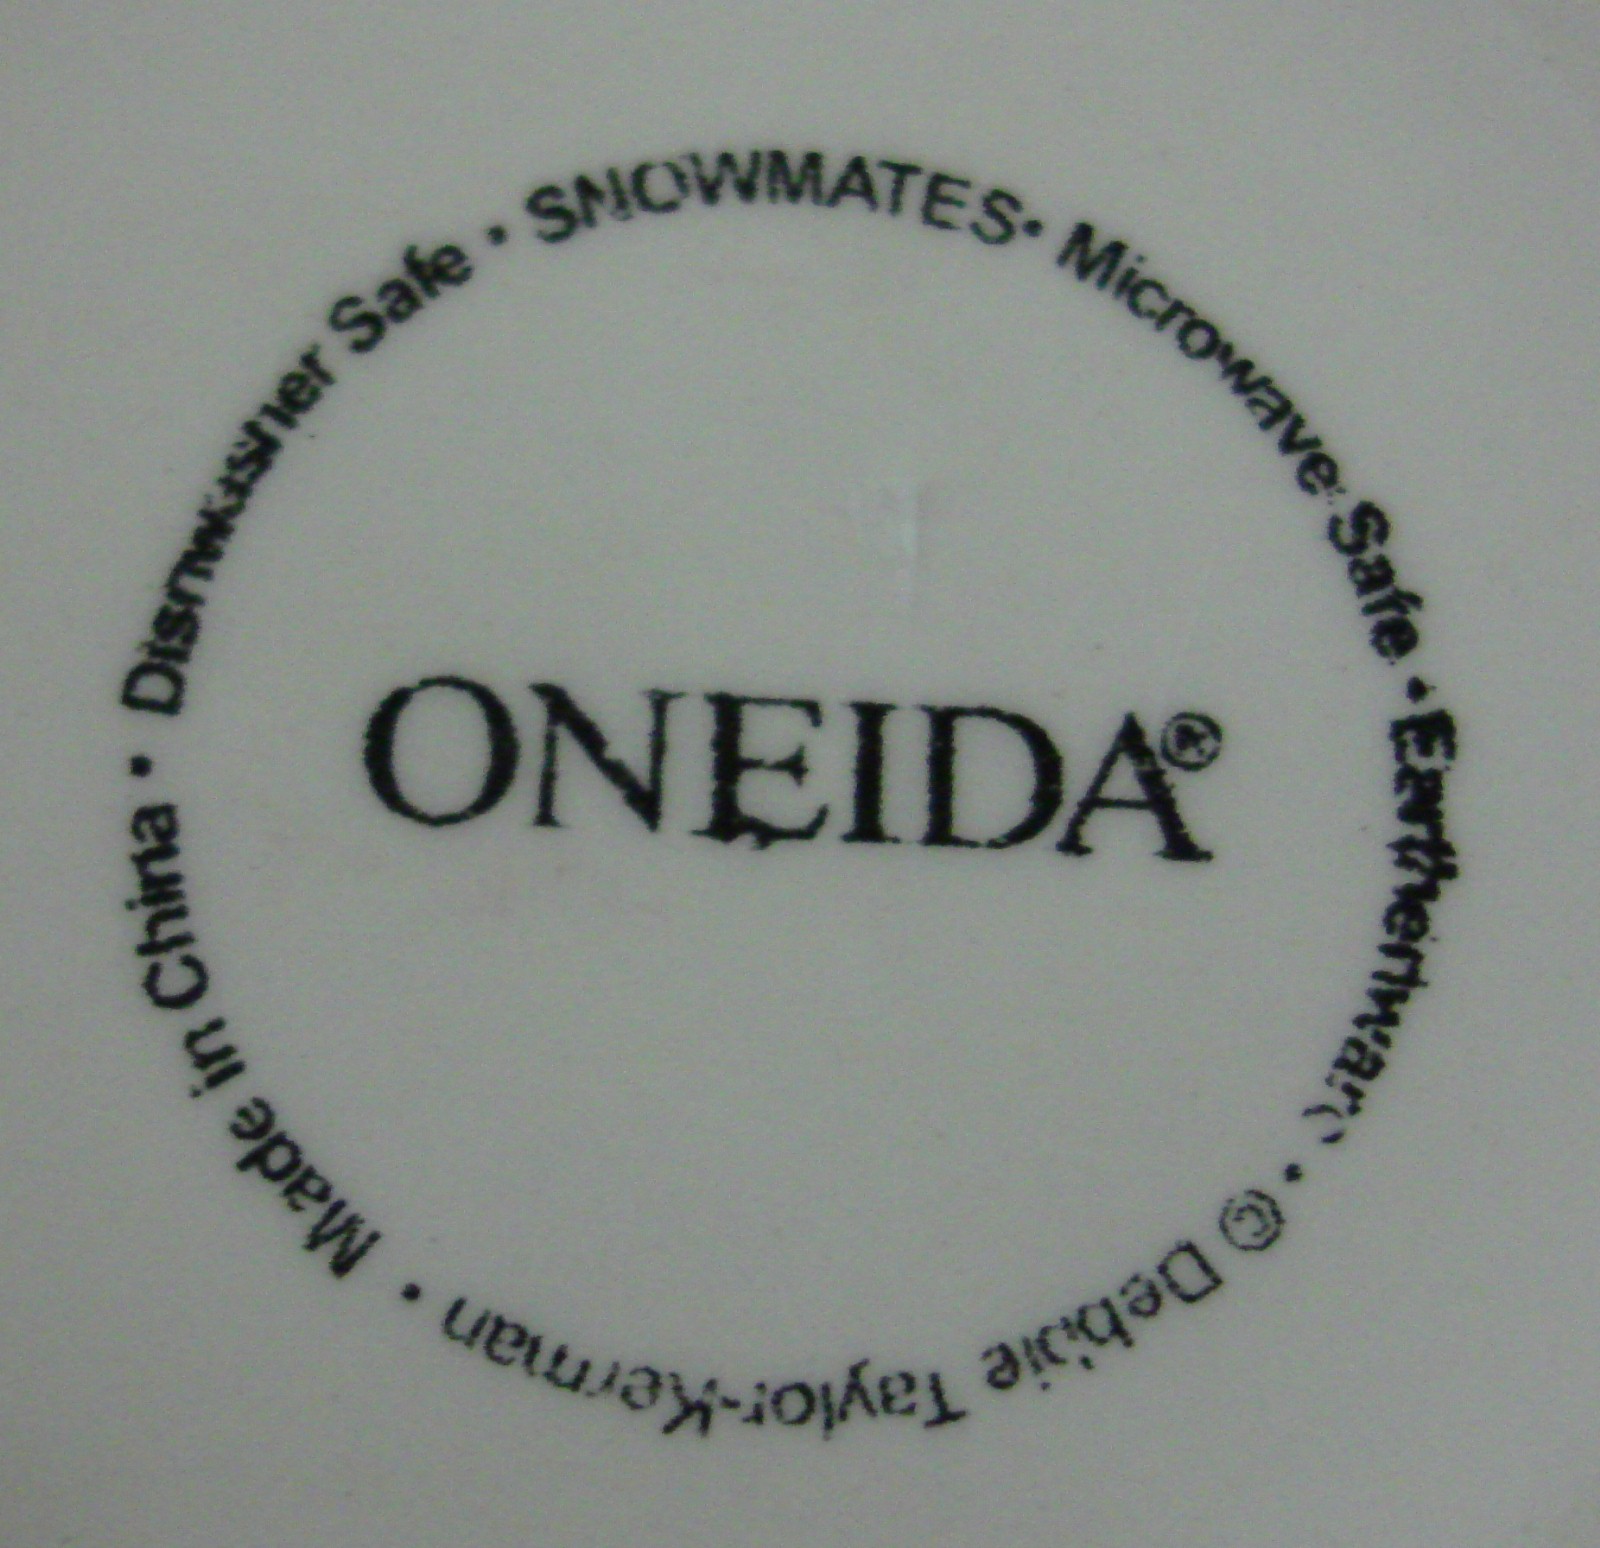 SNOWMATES • Microwave Safe • Earthenware • © Debbie Taylor-Kerman • Made in China • Dishwasher Safe •
ONEIDA®